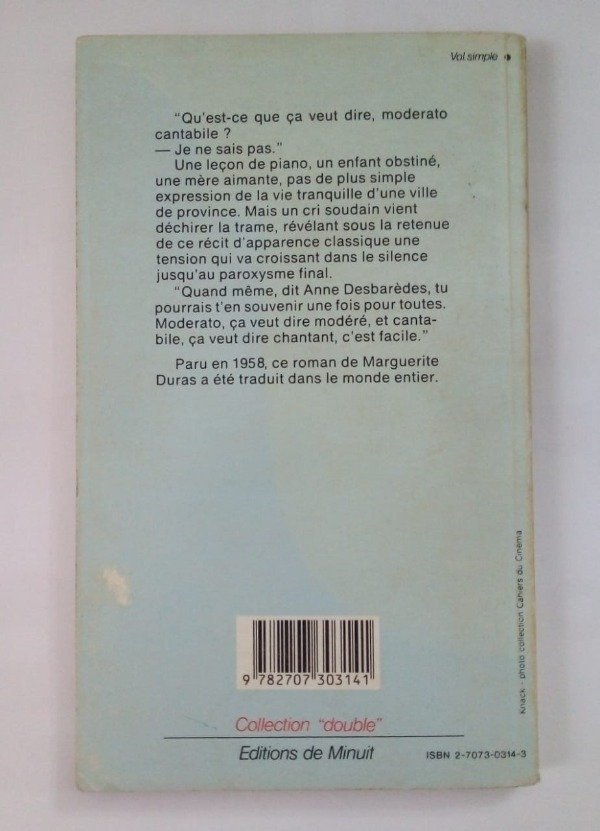 Vol. simple
"Qu'est-ce que ça veut dire, moderato
cantabile ?
— Je ne sais pas."
Une leçon de piano, un enfant obstiné,
une mère aimante, pas de plus simple
expression de la vie tranquille d'une ville
de province. Mais un cri soudain vient
déchirer la trame, révélant sous la retenue
de ce récit d'apparence classique une
tension qui va croissant dans le silence
jusqu'au paroxysme final.
"Quand même, dit Anne Desbarèdes, tu
pourrais t'en souvenir une fois pour toutes.
Moderato, ça veut dire modéré, et canta-
bile, ça veut dire chantant, c'est facile."
Paru en 1958, ce roman de Marguerite
Duras a été traduit dans le monde entier.
Knack - photo collection Cahiers du Cinéma
9 782707 303141
Collection "double"
Editions de Minuit
ISBN 2-7073-0314-3